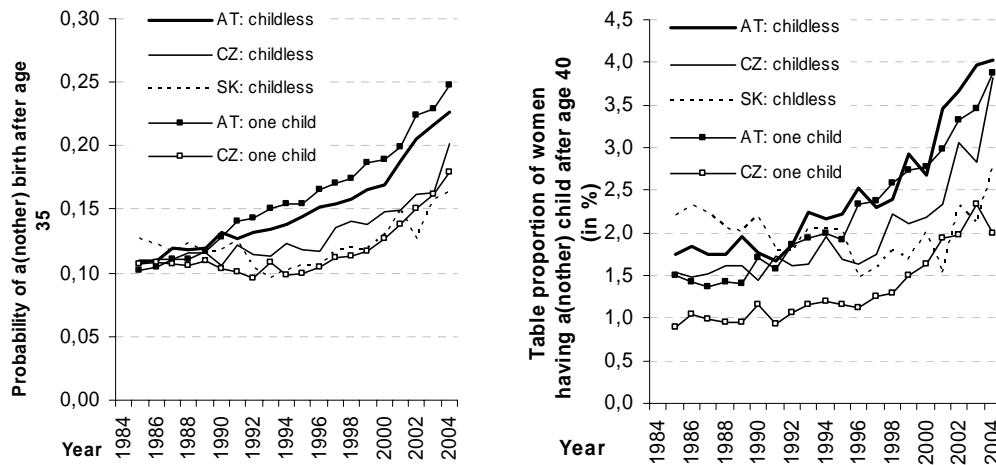 Probability of a(nother) birth after age
35
0,30
0,25
0,20
0,15
0,10
0,05
0,00
AT: childless
CZ: childless
SK: childless
AT: one child
CZ: one child
Year
1984
1986
1988
1990
1992
1994
1996
1998
2000
2002
2004
Table proportion of women
having a(nother) child after age 40
(in %)
4,5
4,0
3,5
3,0
2,5
2,0
1,5
1,0
0,5
0,0
AT: childless
CZ: childless
SK: chldless
AT: one child
CZ: one child
Year
1984
1986
1988
1990
1992
1994
1996
1998
2000
2002
2004